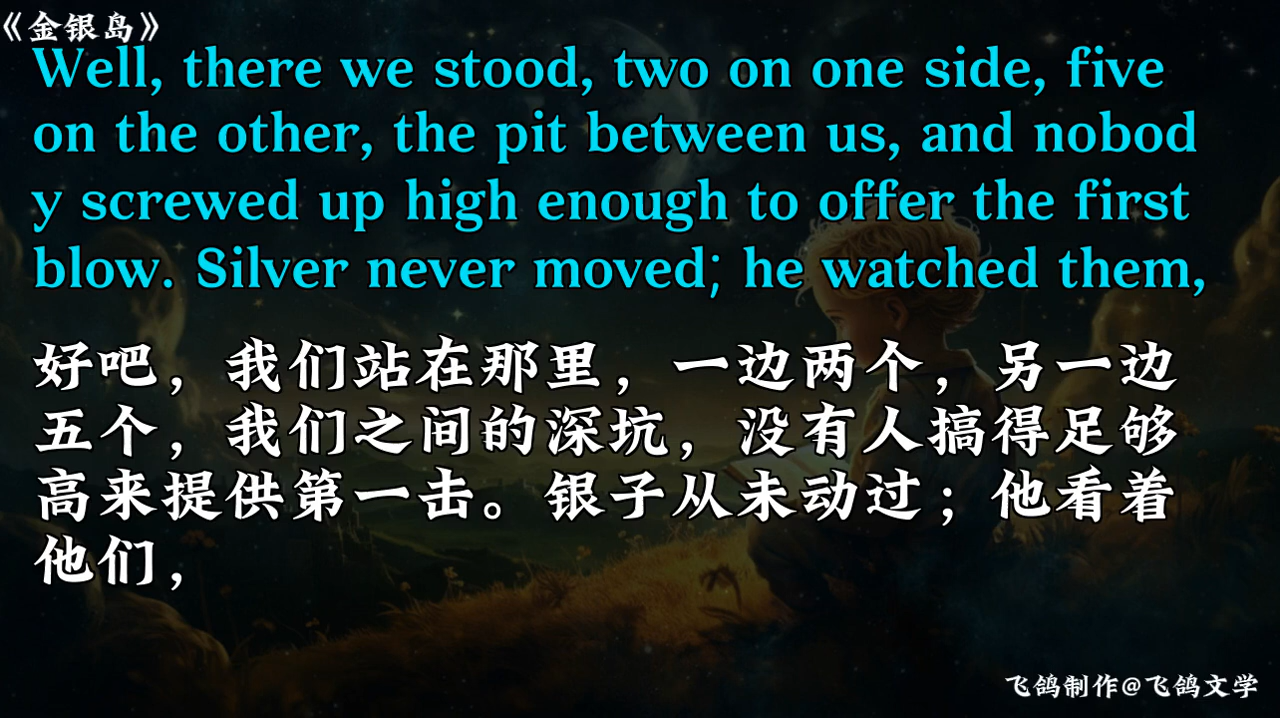 《金银岛》
Well, there we stood, two on one side, five
on the other, the pit between us, and nobod
y screwed up high enough to offer the first
blow. Silver never moved; he watched them,
好吧，我们站在那里，一边两个，另一边
五个，我们之间的深坑，没有人搞得足够
高来提供第一击。银子从未动过；他看着
他们，
飞鸽制作@飞鸽文学